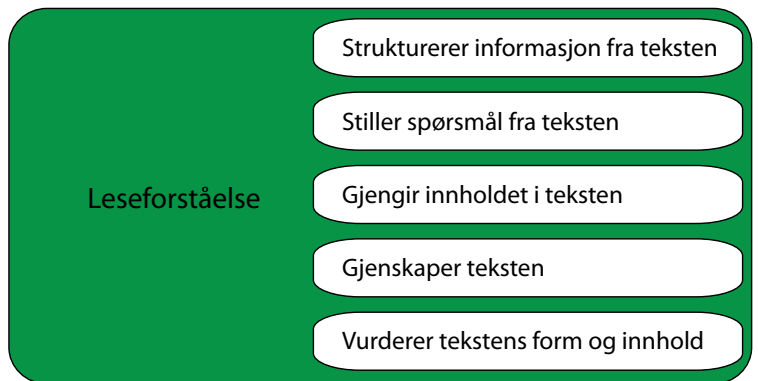 Strukturerer informasjon fra teksten
Stiller spørsmål fra teksten
Leseforståelse
Gjengir innholdet i teksten
Gjenskaper teksten
Vurderer tekstens form og innhold